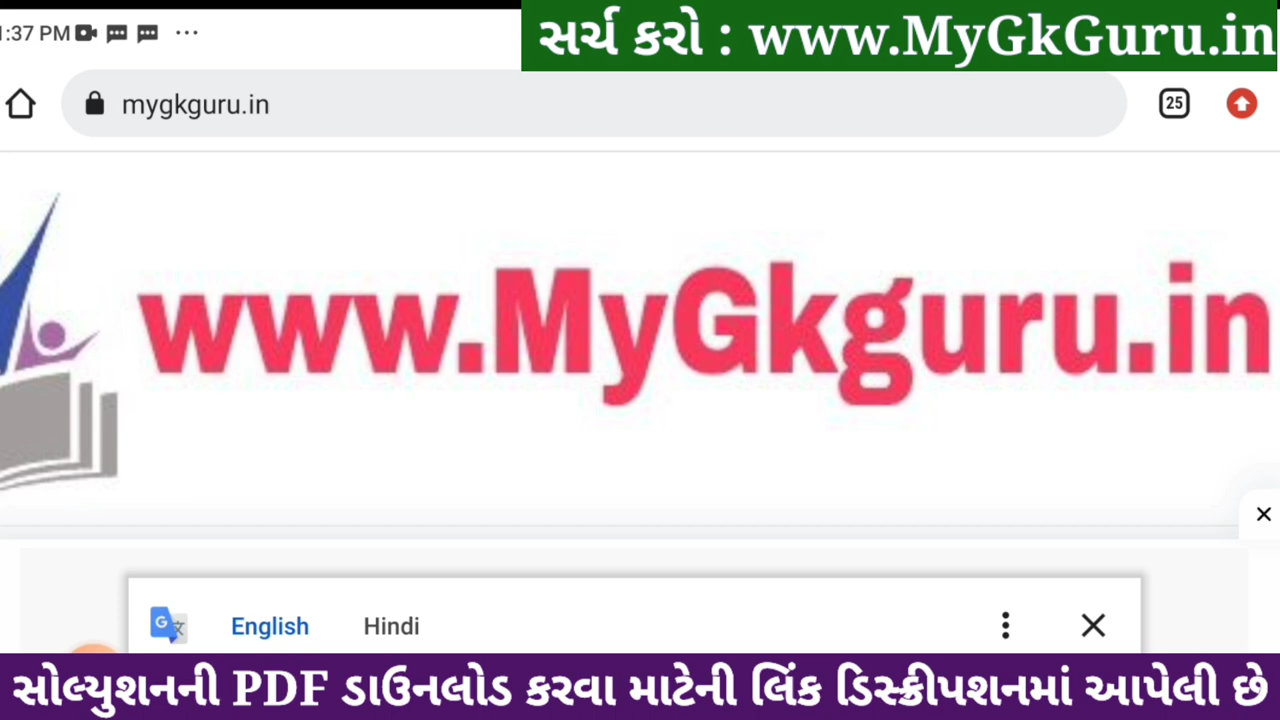 સર્ચ કરો : www.MyGkGuru.in
:37 PM
mygkguru.in
25
www.MyGkguru.in
English Hindi
સોલ્યુશનની PDF ડાઉનલોડ કરવા માટેની લિંક ડિસ્ક્રીપશનમાં આપેલી છે